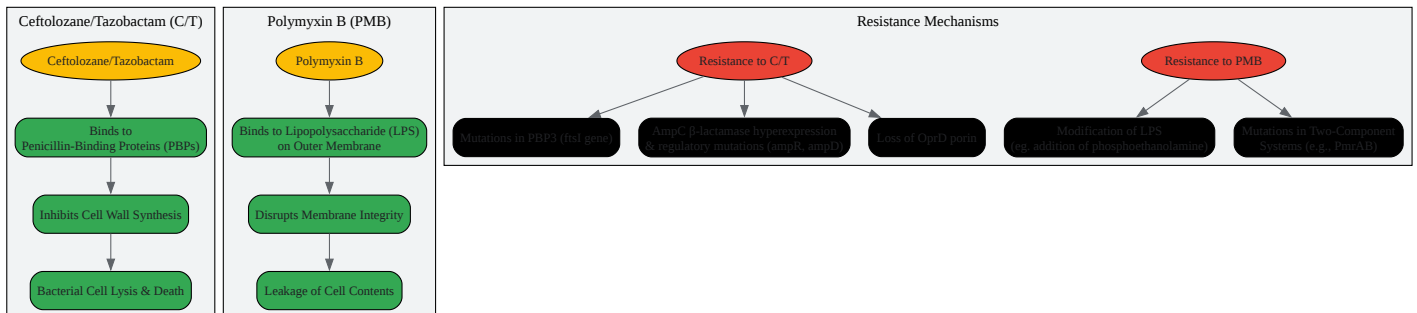 Ceftolozane/Tazobactam (C/T)
Ceftolozane/Tazobactam
Binds to
Penicillin-Binding Proteins (PBPs)
Inhibits Cell Wall Synthesis
Bacterial Cell Lysis & Death
Polymyxin B (PMB)
Polymyxin B
Binds to Lipopolysaccharide (LPS)
on Outer Membrane
Disrupts Membrane Integrity
Leakage of Cell Contents
Resistance Mechanisms
Resistance to C/T
Mutations in PBP3 (ftsI gene)
AmpC β-lactamase hyperexpression
& regulatory mutations (ampR, ampD)
Loss of OprD porin
Resistance to PMB
Modification of LPS
(eg. addition of phosphoethanolamine)
Mutations in Two-Component
Systems (e.g., PmrAB)